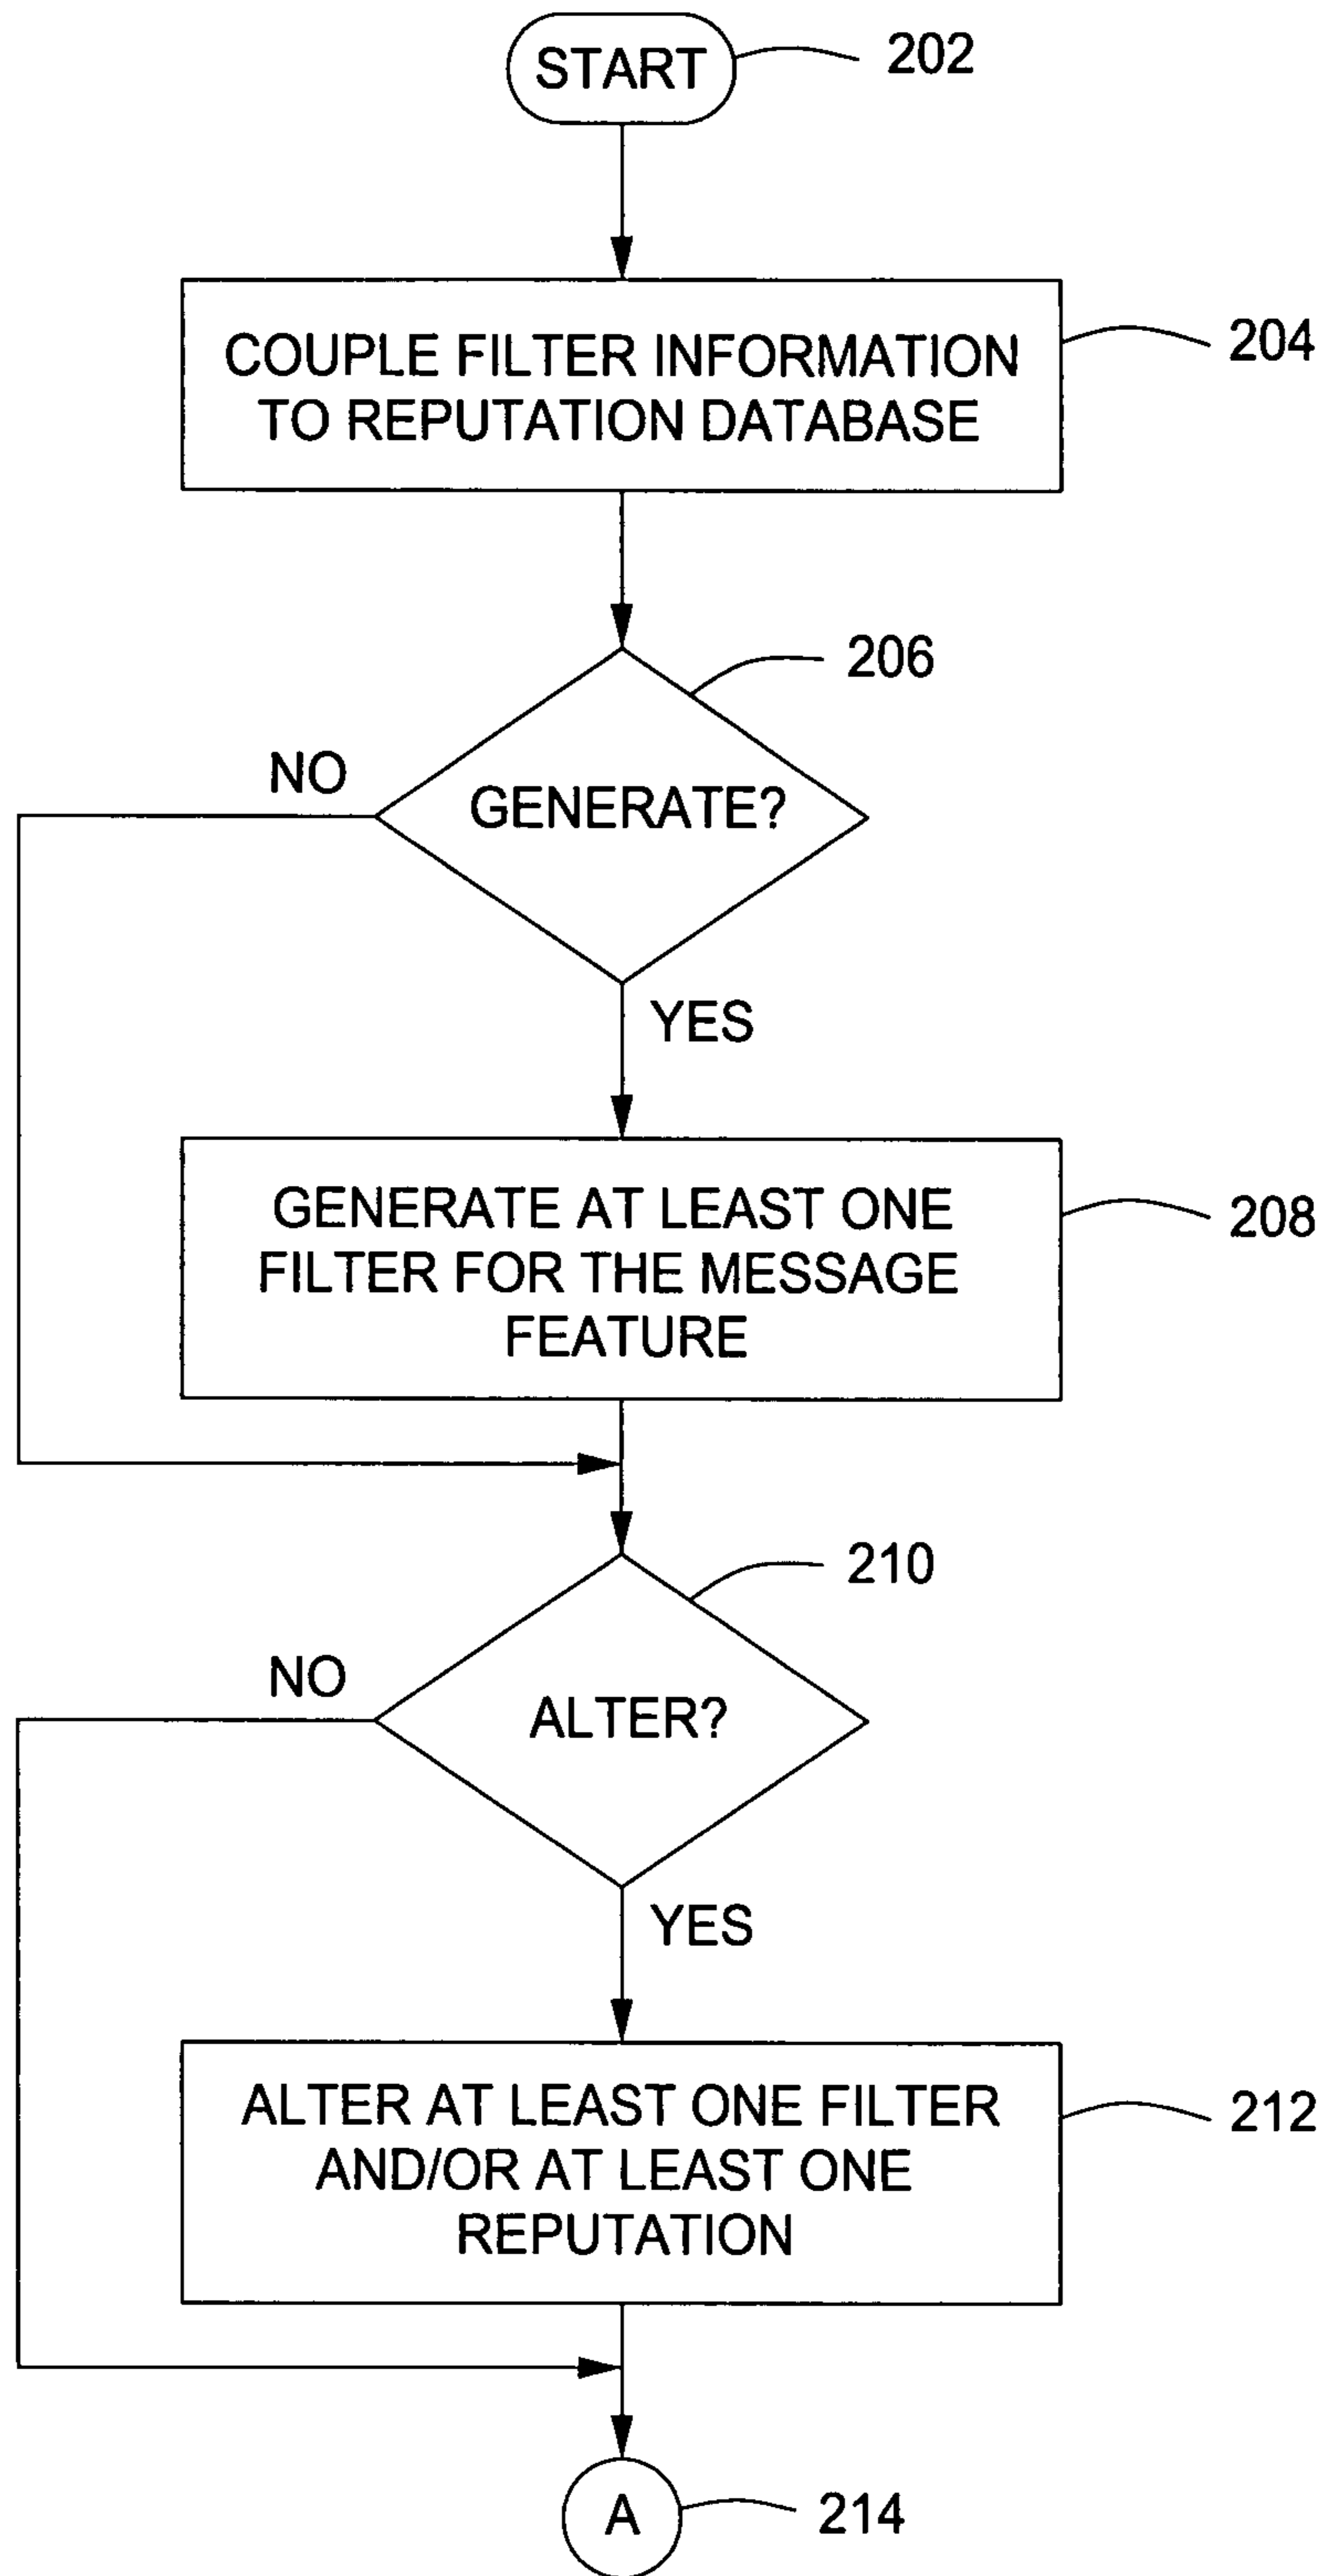 START
202
COUPLE FILTER INFORMATION
TO REPUTATION DATABASE
204
206
NO
GENERATE?
YES
GENERATE AT LEAST ONE
FILTER FOR THE MESSAGE
FEATURE
208
210
NO
ALTER?
YES
ALTER AT LEAST ONE FILTER
AND/OR AT LEAST ONE
REPUTATION
212
A
214